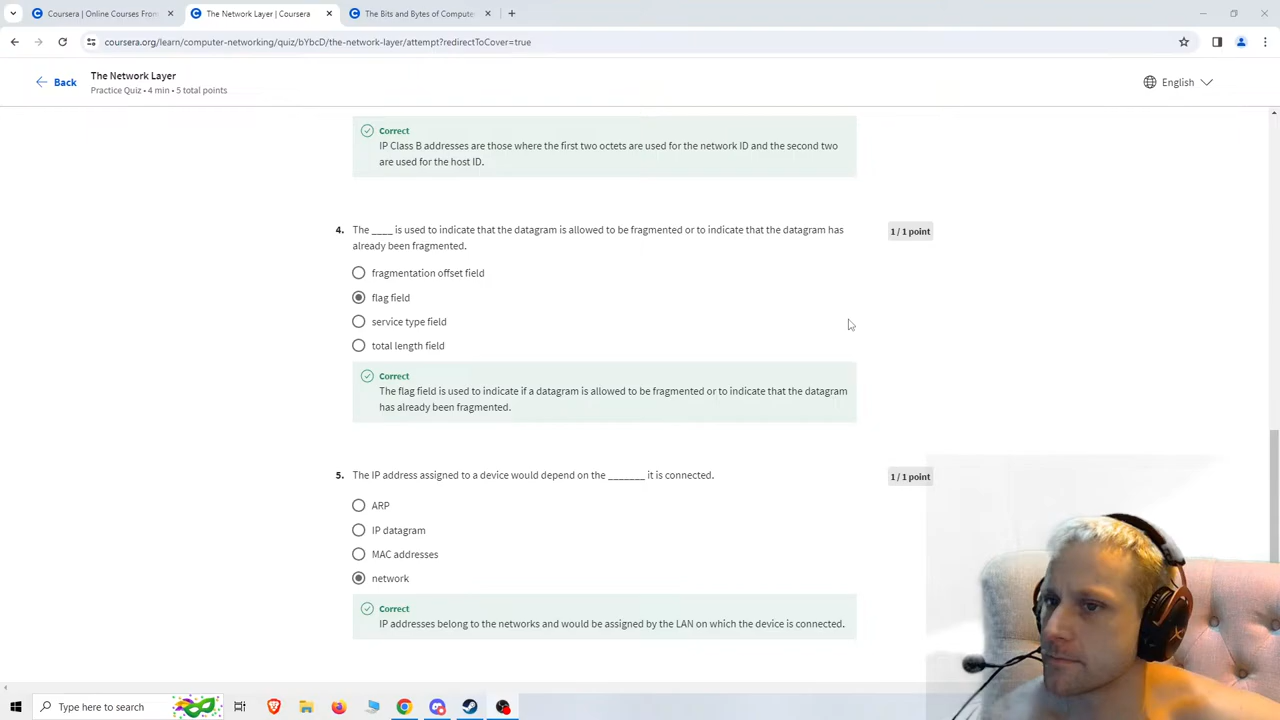 Coursera | Online Courses From
The Network Layer | Coursera
The Bits and Bytes of Compute
coursera.org/learn/computer-networking/quiz/bYbcD/the-network-layer/attempt?redirectToCover=true
Back
The Network Layer
Practice Quiz • 4 min • 5 total points
English
Correct
IP Class B addresses are those where the first two octets are used for the network ID and the second two
are used for the host ID.
4. The ____ is used to indicate that the datagram is allowed to be fragmented or to indicate that the datagram has
already been fragmented.
1 / 1 point
fragmentation offset field
flag field
service type field
total length field
Correct
The flag field is used to indicate if a datagram is allowed to be fragmented or to indicate that the datagram
has already been fragmented.
5. The IP address assigned to a device would depend on the _______ it is connected.
1 / 1 point
ARP
IP datagram
MAC addresses
network
Correct
IP addresses belong to the networks and would be assigned by the LAN on which the device is connected.
Type here to search